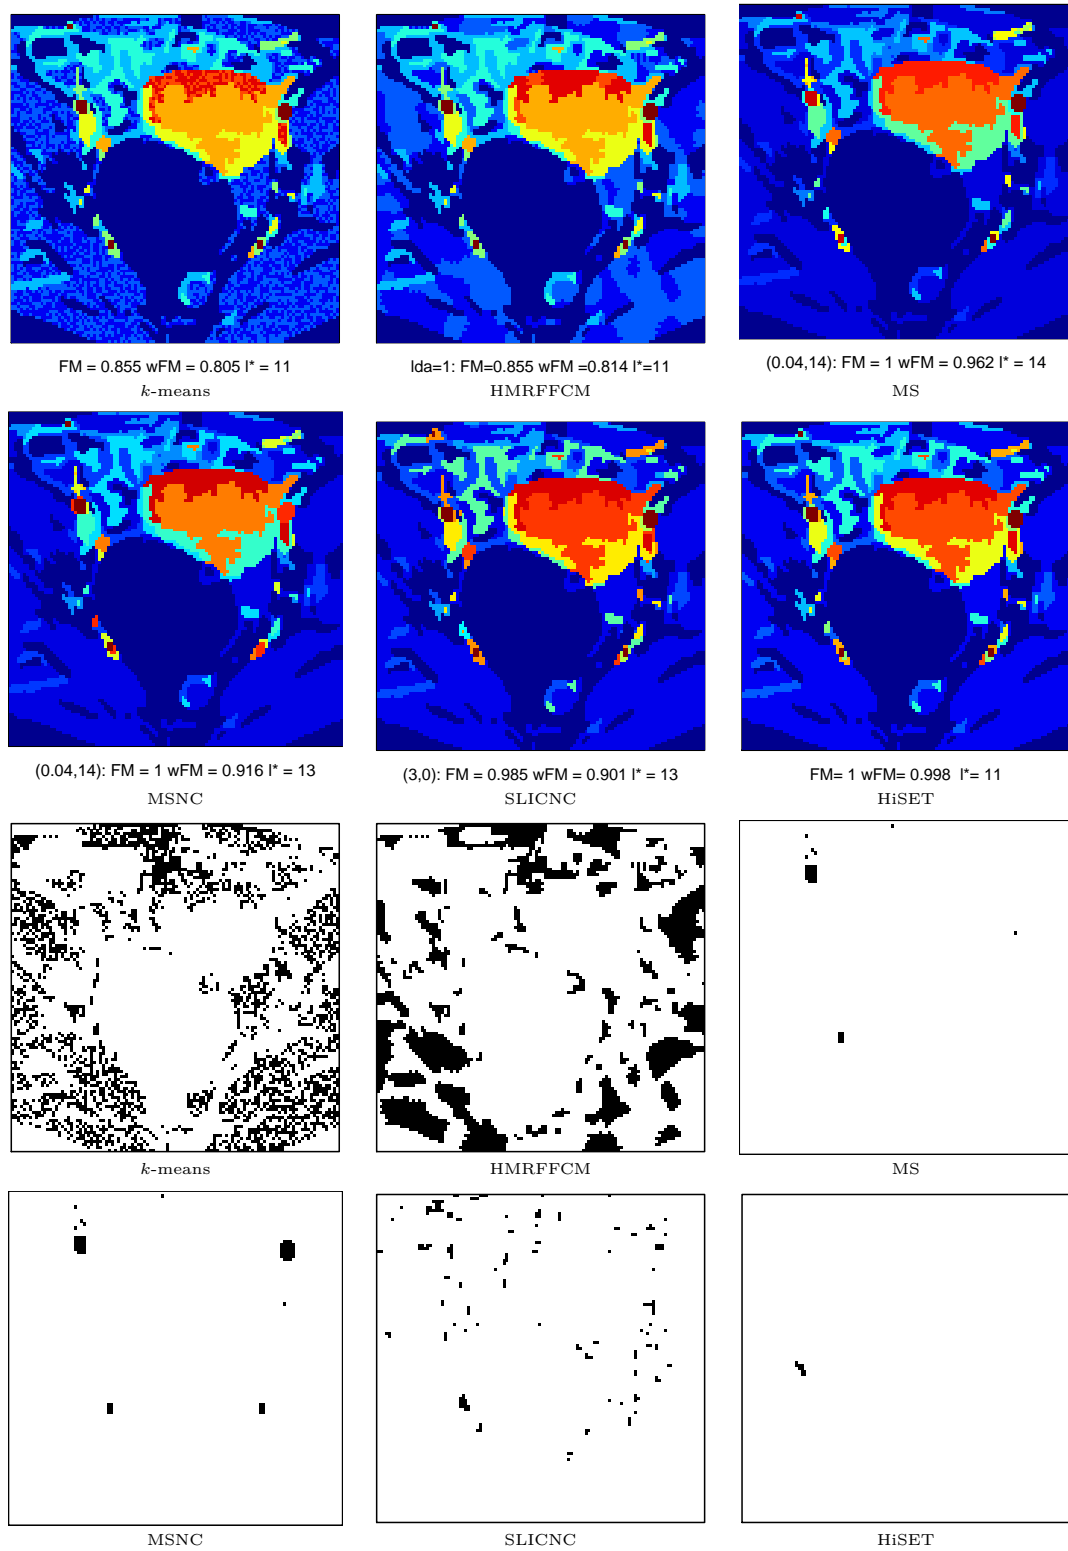 FM = 0.855 wFM = 0.805 l* = 11
lda=1: FM=0.855 wFM =0.814 l*=11
(0.04,14): FM = 1 wFM = 0.962 l* = 14
k-means
HMRFFCM
MS
(0.04,14): FM = 1 wFM = 0.916 l* = 13
(3,0): FM = 0.985 wFM = 0.901 l* = 13
FM= 1 wFM= 0.998 l*= 11
MSNC
SLICNC
HiSET
k-means
HMRFFCM
MS
MSNC
SLICNC
HiSET